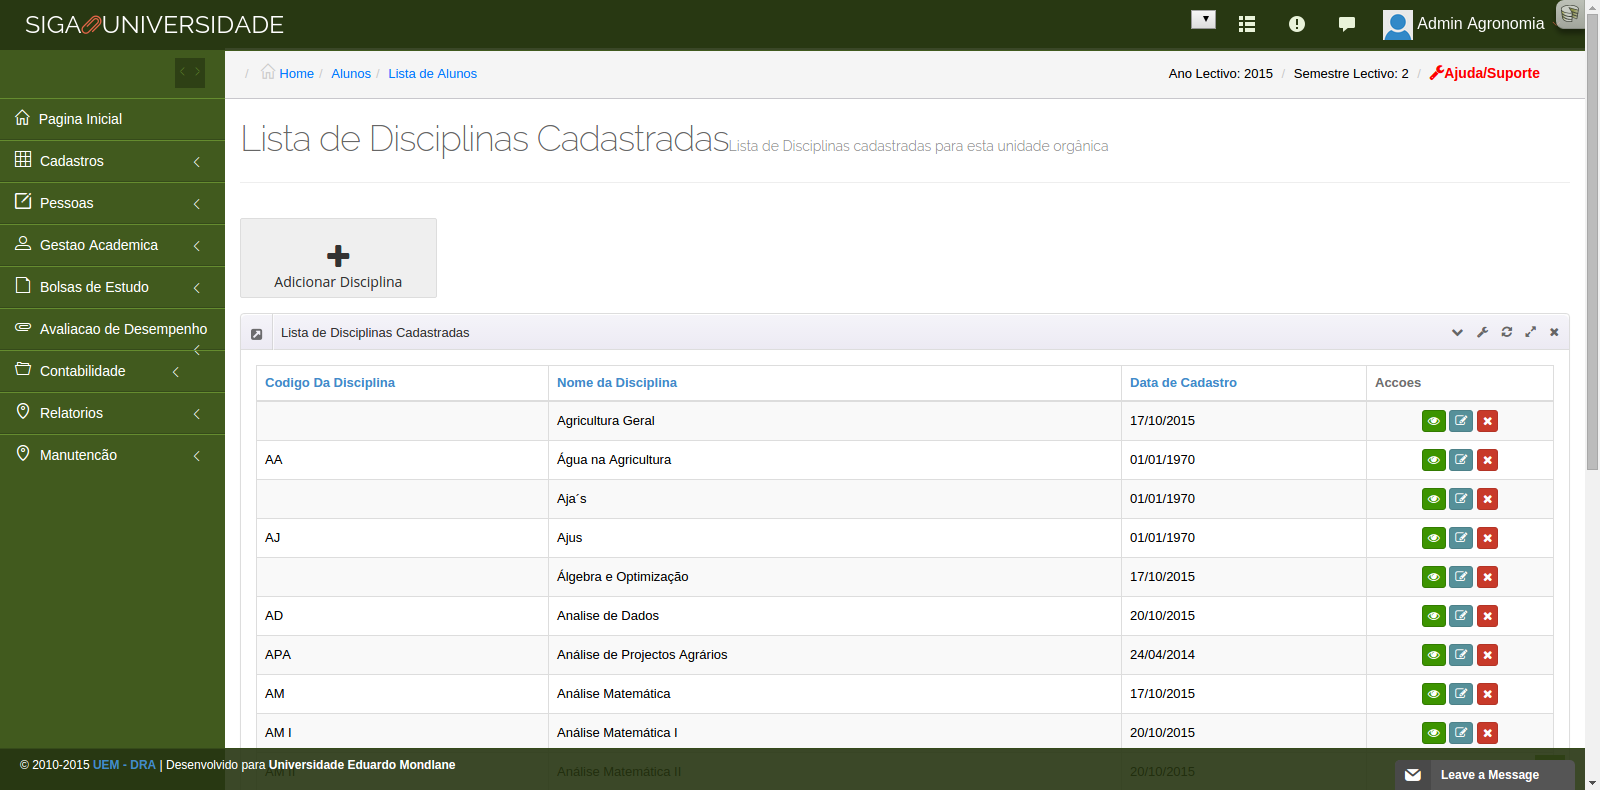 SIGA UNIVERSIDADE
Admin Agronomia
/ Home / Alunos / Lista de Alunos
Ano Lectivo: 2015 / Semestre Lectivo: 2 / Ajuda/Suporte
Pagina Inicial
Cadastros
Pessoas
Gestao Academica
Bolsas de Estudo
Avaliacao de Desempenho
Contabilidade
Relatorios
Manutencão
Lista de Disciplinas Cadastradas Lista de Disciplinas cadastradas para esta unidade orgânica
Adicionar Disciplina
Lista de Disciplinas Cadastradas
Codigo Da Disciplina Nome da Disciplina Data de Cadastro Accoes
Agricultura Geral 17/10/2015
AA Água na Agricultura 01/01/1970
Aja´s 01/01/1970
AJ Ajus 01/01/1970
Álgebra e Optimização 17/10/2015
AD Analise de Dados 20/10/2015
APA Análise de Projectos Agrários 24/04/2014
AM Análise Matemática 17/10/2015
AM I Análise Matemática I 20/10/2015
AM II Análise Matemática II 20/10/2015
© 2010-2015 UEM - DRA | Desenvolvido para Universidade Eduardo Mondlane
Leave a Message